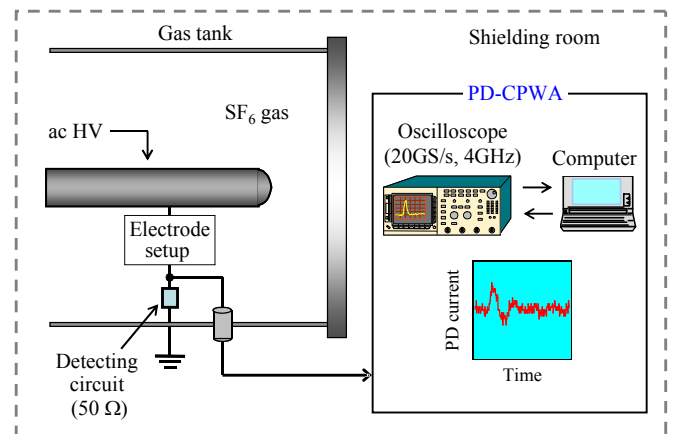 Gas tank
Shielding room
SF6 gas
ac HV
PD-CPWA
Oscilloscope
(20GS/s, 4GHz)
Computer
Electrode
setup
Detecting
circuit
(50 Ω)
PD current
Time